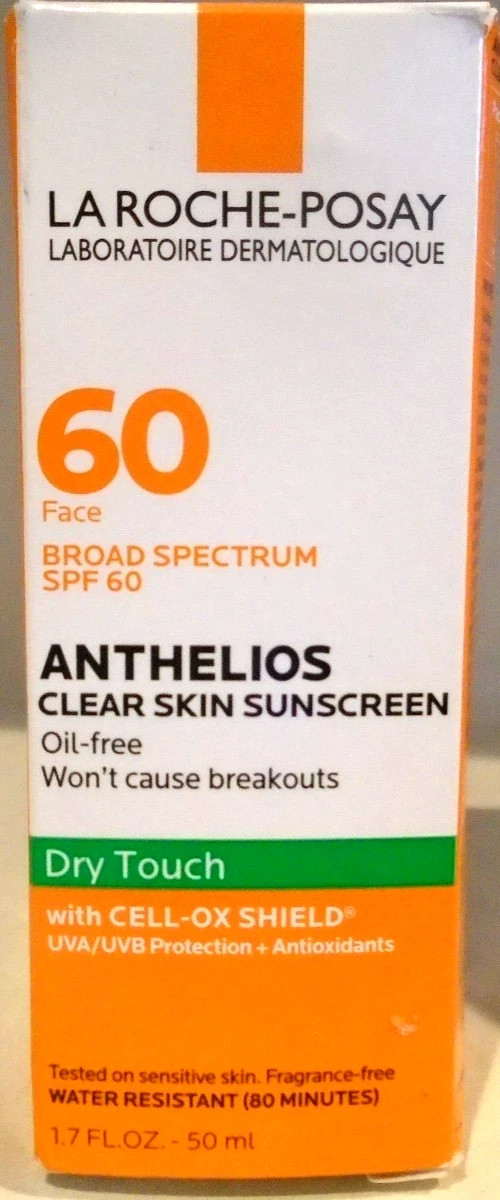 LA ROCHE-POSAY
LABORATOIRE DERMATOLOGIQUE
60
Face
BROAD SPECTRUM
SPF 60
ANTHELIOS
CLEAR SKIN SUNSCREEN
Oil-free
Won't cause breakouts
Dry Touch
with CELL-OX SHIELD®
UVA/UVB Protection + Antioxidants
Tested on sensitive skin. Fragrance-free
WATER RESISTANT (80 MINUTES)
1.7 FL.OZ. - 50 ml